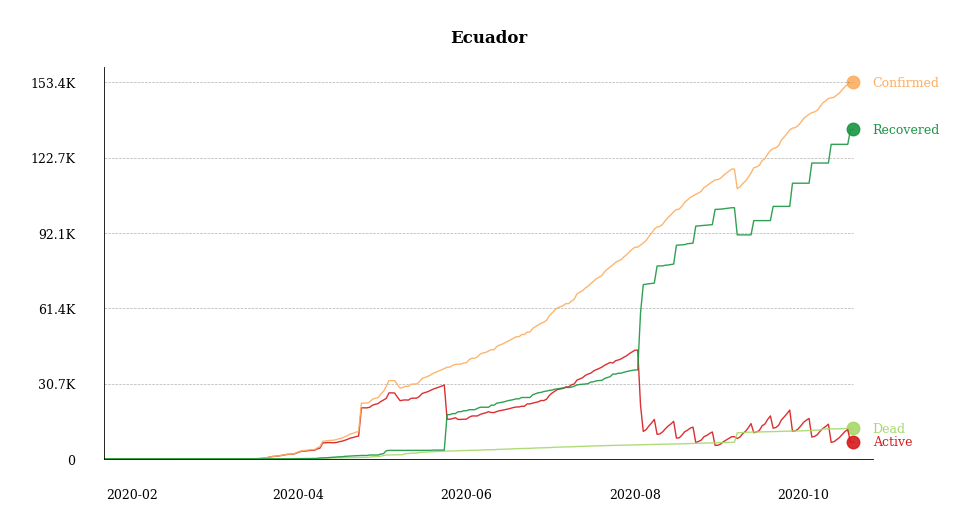 Ecuador
153.4K
Confirmed
Recovered
122.7K
92.1K
61.4K
30.7K
Dead
Active
0
2020-02 2020-04 2020-06 2020-08 2020-10